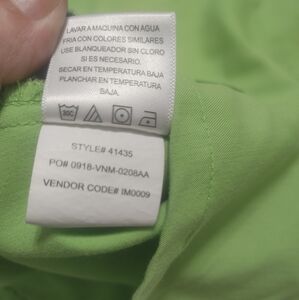 LAVAR A MAQUINA CON AGUA
FRIA CON COLORES SIMILARES
USE BLANQUEADOR SIN CLORO
SI ES NECESARIO.
SECAR EN TEMPERATURA BAJA
PLANCHAR EN TEMPERATURA
BAJA.
30C
STYLE# 41435
PO# 0918-VNM-0208AA
VENDOR CODE# IM0009